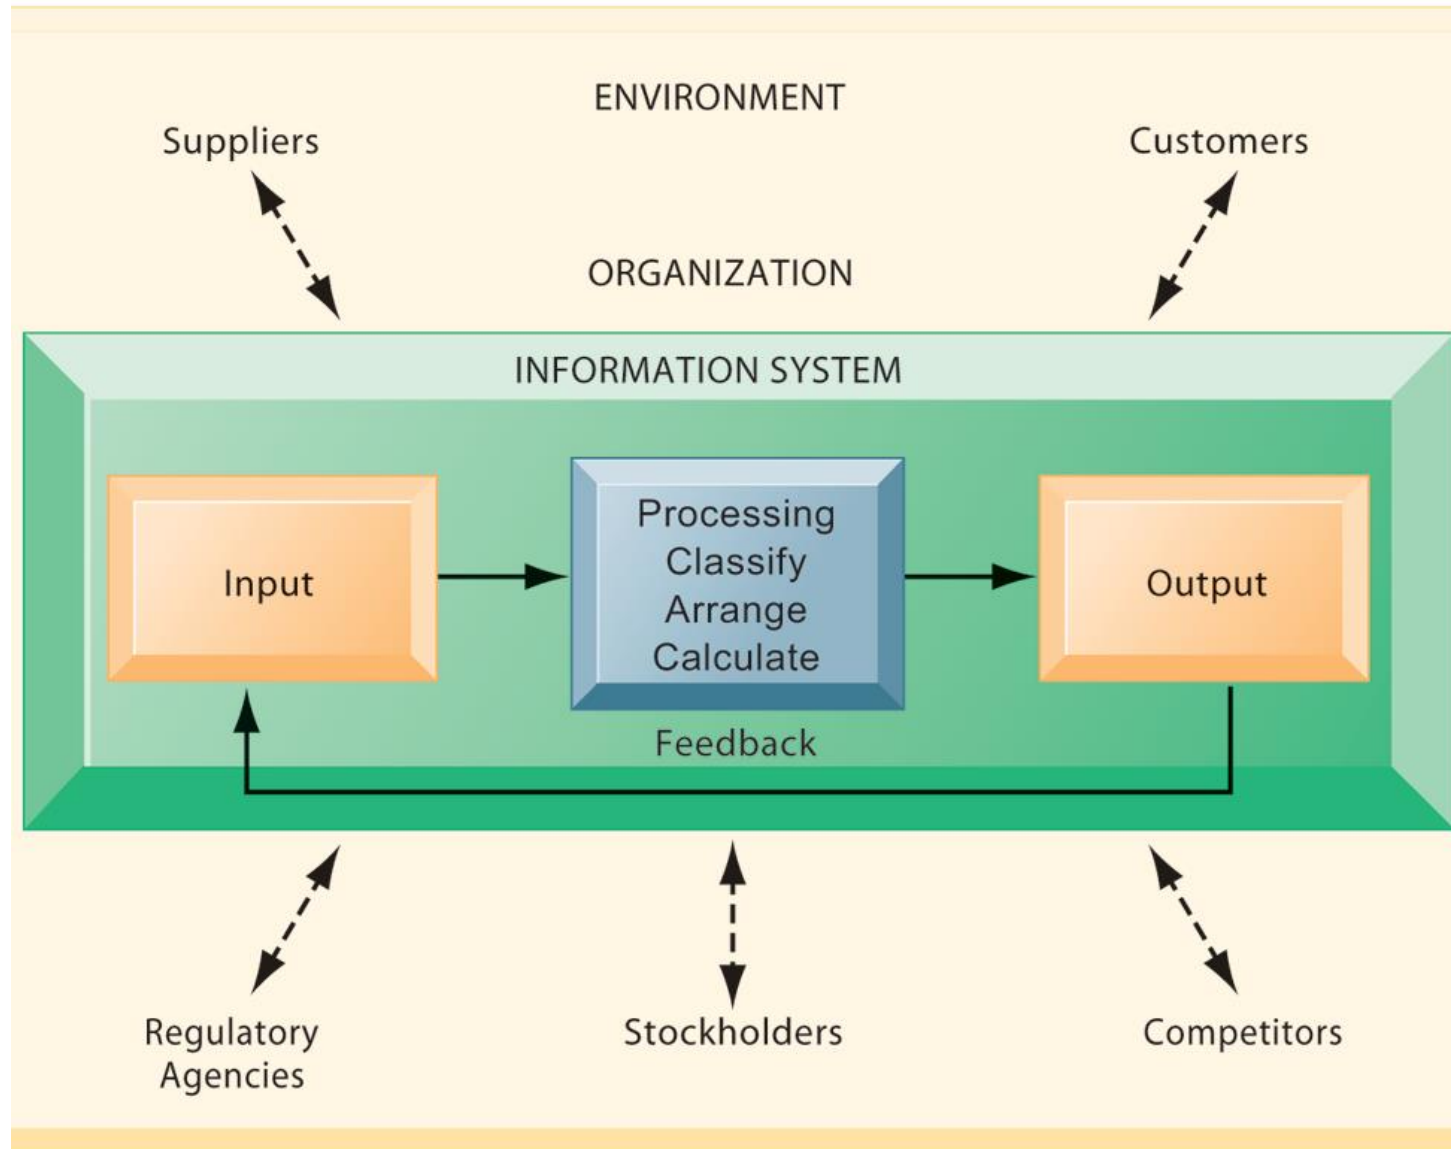 ENVIRONMENT
Suppliers
Customers
ORGANIZATION
INFORMATION SYSTEM
Input
Processing
Classify
Arrange
Calculate
Output
Feedback
Regulatory
Agencies
Stockholders
Competitors